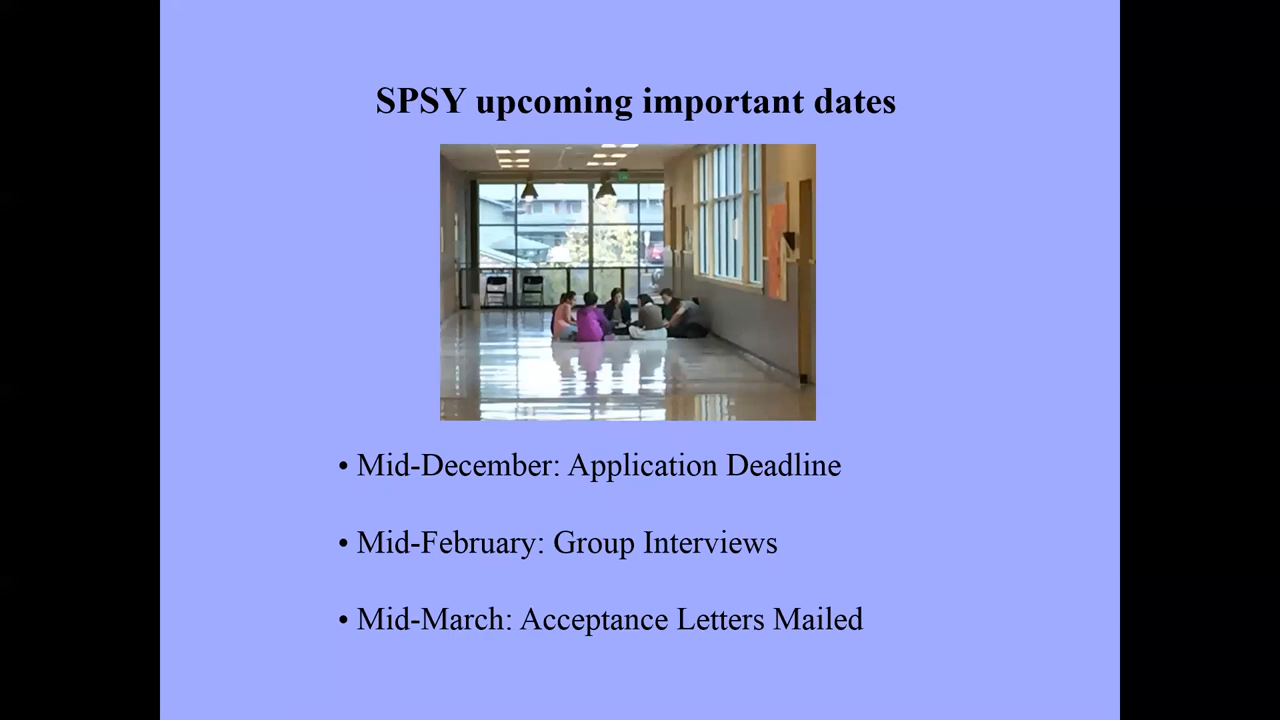 SPSY upcoming important dates
• Mid-December: Application Deadline
• Mid-February: Group Interviews
• Mid-March: Acceptance Letters Mailed